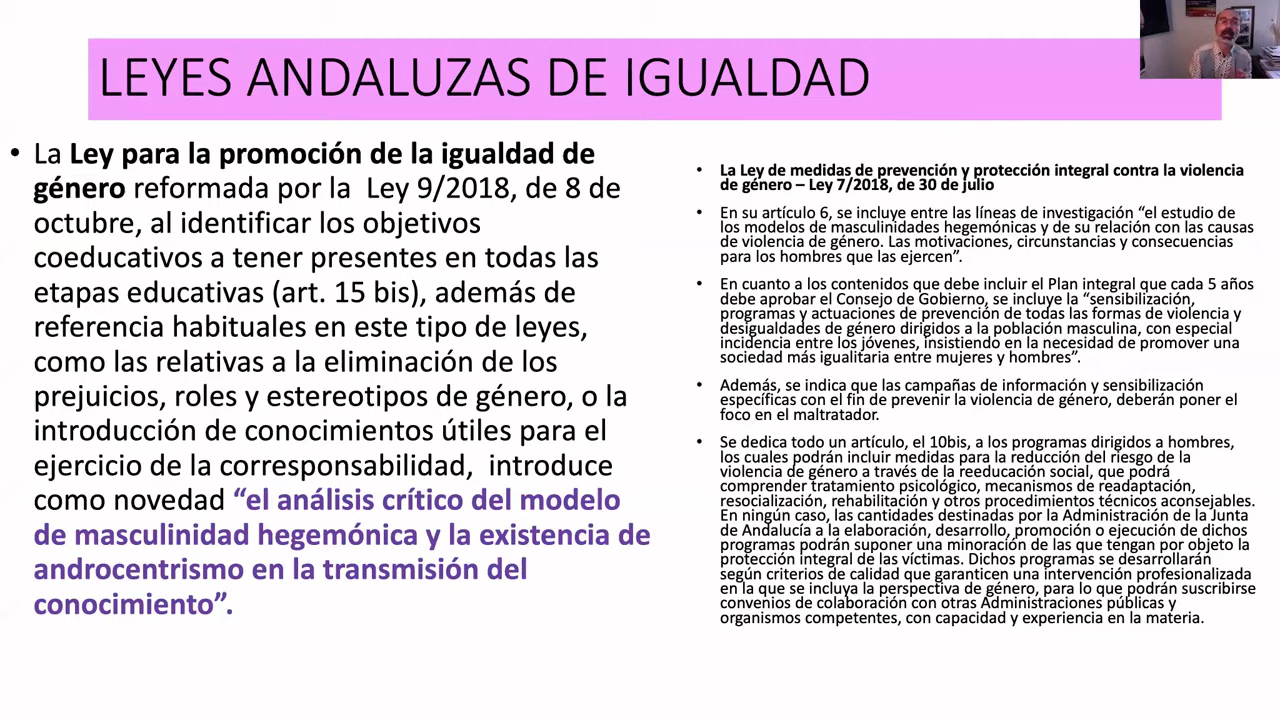 LEYES ANDALUZAS DE IGUALDAD
• La Ley para la promoción de la igualdad de
género reformada por la Ley 9/2018, de 8 de
octubre, al identificar los objetivos
coeducativos a tener presentes en todas las
etapas educativas (art. 15 bis), además de
referencia habituales en este tipo de leyes,
como las relativas a la eliminación de los
prejuicios, roles y estereotipos de género, o la
introducción de conocimientos útiles para el
ejercicio de la corresponsabilidad, introduce
como novedad “el análisis crítico del modelo
de masculinidad hegemónica y la existencia de
androcentrismo en la transmisión del
conocimiento”.
• La Ley de medidas de prevención y protección integral contra la violencia
de género – Ley 7/2018, de 30 de julio
• En su artículo 6, se incluye entre las líneas de investigación “el estudio de
los modelos de masculinidades hegemónicas y de su relación con las causas
de violencia de género. Las motivaciones, circunstancias y consecuencias
para los hombres que las ejercen”.
• En cuanto a los contenidos que debe incluir el Plan integral que cada 5 años
debe aprobar el Consejo de Gobierno, se incluye la “sensibilización,
programas y actuaciones de prevención de todas las formas de violencia y
desigualdades de género dirigidos a la población masculina, con especial
incidencia entre los jóvenes, insistiendo en la necesidad de promover una
sociedad más igualitaria entre mujeres y hombres”.
• Además, se indica que las campañas de información y sensibilización
específicas con el fin de prevenir la violencia de género, deberán poner el
foco en el maltratador.
• Se dedica todo un artículo, el 10bis, a los programas dirigidos a hombres,
los cuales podrán incluir medidas para la reducción del riesgo de la
violencia de género a través de la reeducación social, que podrá
comprender tratamiento psicológico, mecanismos de readaptación,
resocialización, rehabilitación y otros procedimientos técnicos aconsejables.
En ningún caso, las cantidades destinadas por la Administración de la Junta
de Andalucía a la elaboración, desarrollo, promoción o ejecución de dichos
programas podrán suponer una minoración de las que tengan por objeto la
protección integral de las víctimas. Dichos programas se desarrollarán
según criterios de calidad que garanticen una intervención profesionalizada
en la que se incluya la perspectiva de género, para lo que podrán suscribirse
convenios de colaboración con otras Administraciones públicas y
organismos competentes, con capacidad y experiencia en la materia.